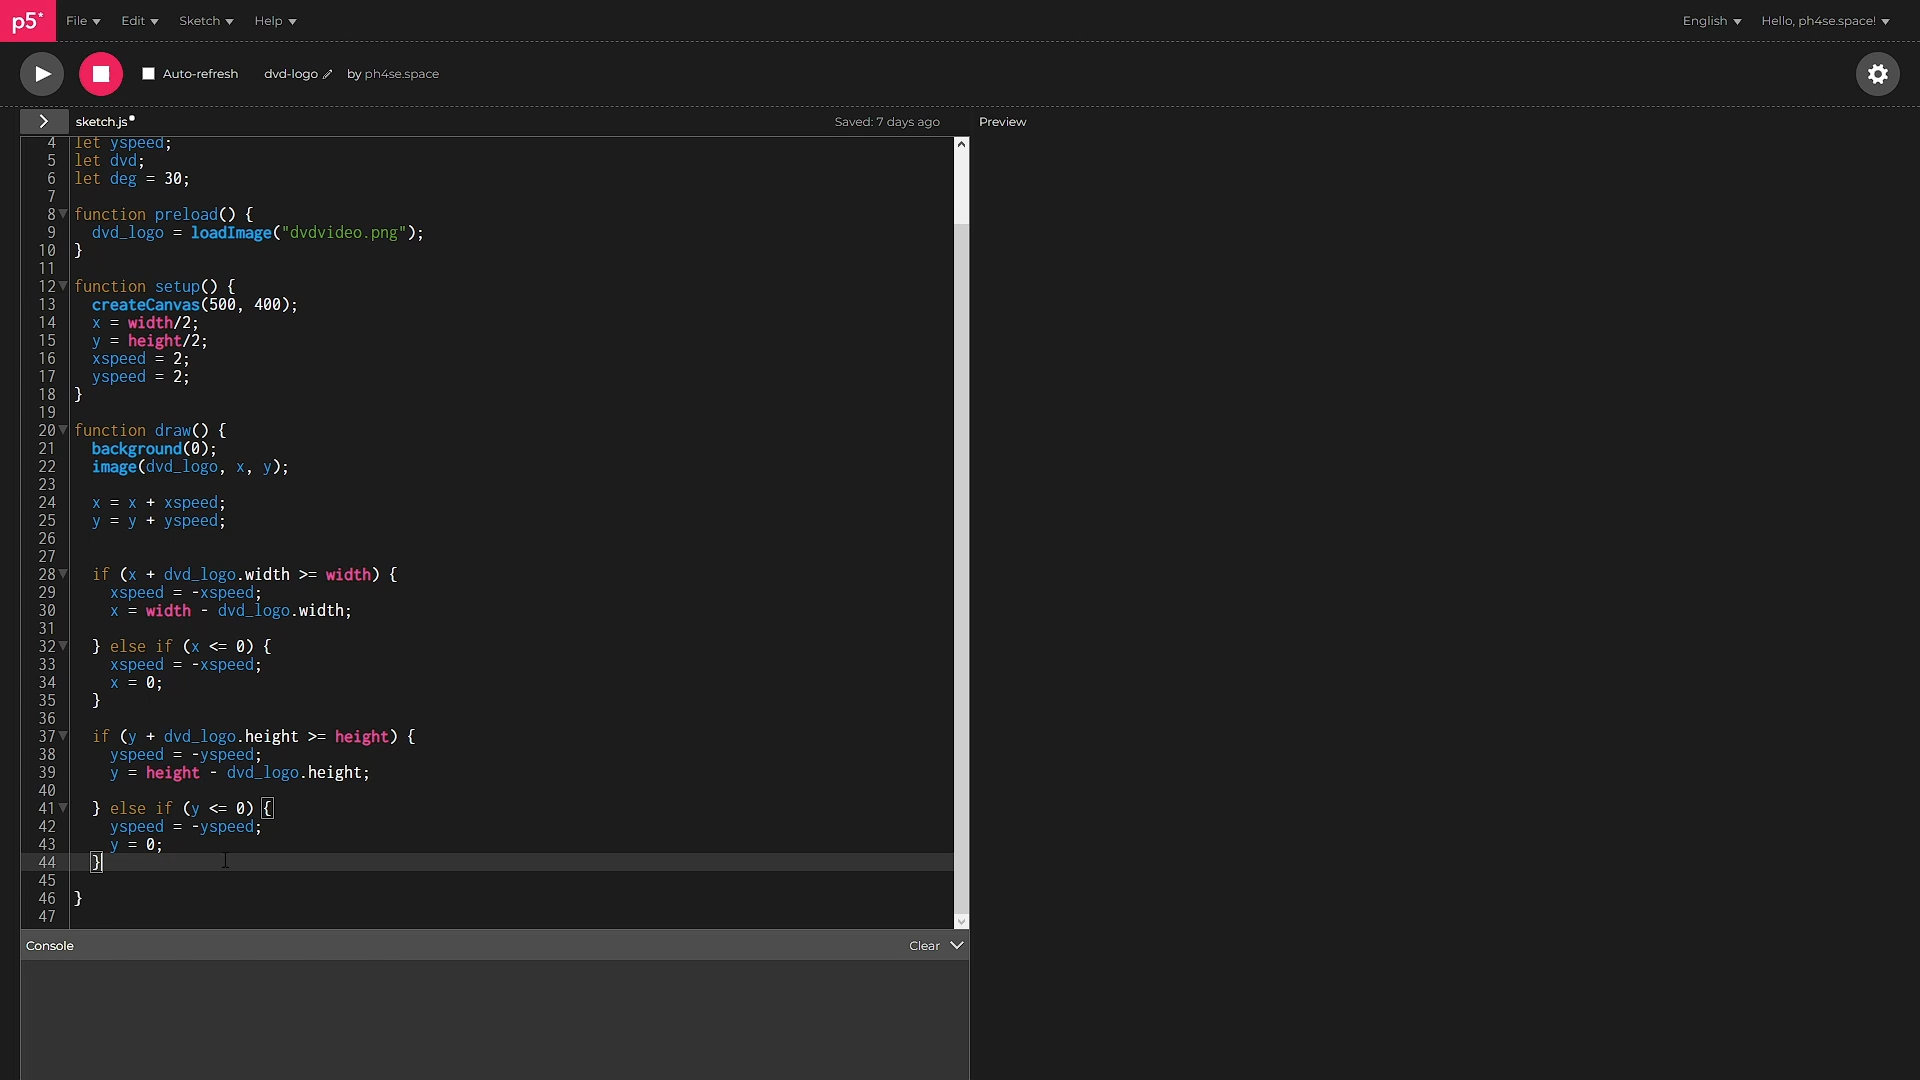 p5* File Edit Sketch Help English Hello, ph4se.space!
Auto-refresh dvd-logo by ph4se.space
sketch.js Saved: 7 days ago Preview
4 let yspeed;
5 let dvd;
6 let deg = 30;
7
8 function preload() {
9 dvd_logo = loadImage("dvdvideo.png");
10 }
11
12 function setup() {
13 createCanvas(500, 400);
14 x = width/2;
15 y = height/2;
16 xspeed = 2;
17 yspeed = 2;
18 }
19
20 function draw() {
21 background(0);
22 image(dvd_logo, x, y);
23
24 x = x + xspeed;
25 y = y + yspeed;
26
27
28 if (x + dvd_logo.width >= width) {
29 xspeed = -xspeed;
30 x = width - dvd_logo.width;
31
32 } else if (x <= 0) {
33 xspeed = -xspeed;
34 x = 0;
35 }
36
37 if (y + dvd_logo.height >= height) {
38 yspeed = -yspeed;
39 y = height - dvd_logo.height;
40
41 } else if (y <= 0) {
42 yspeed = -yspeed;
43 y = 0;
44 }
45
46 }
47
Console Clear